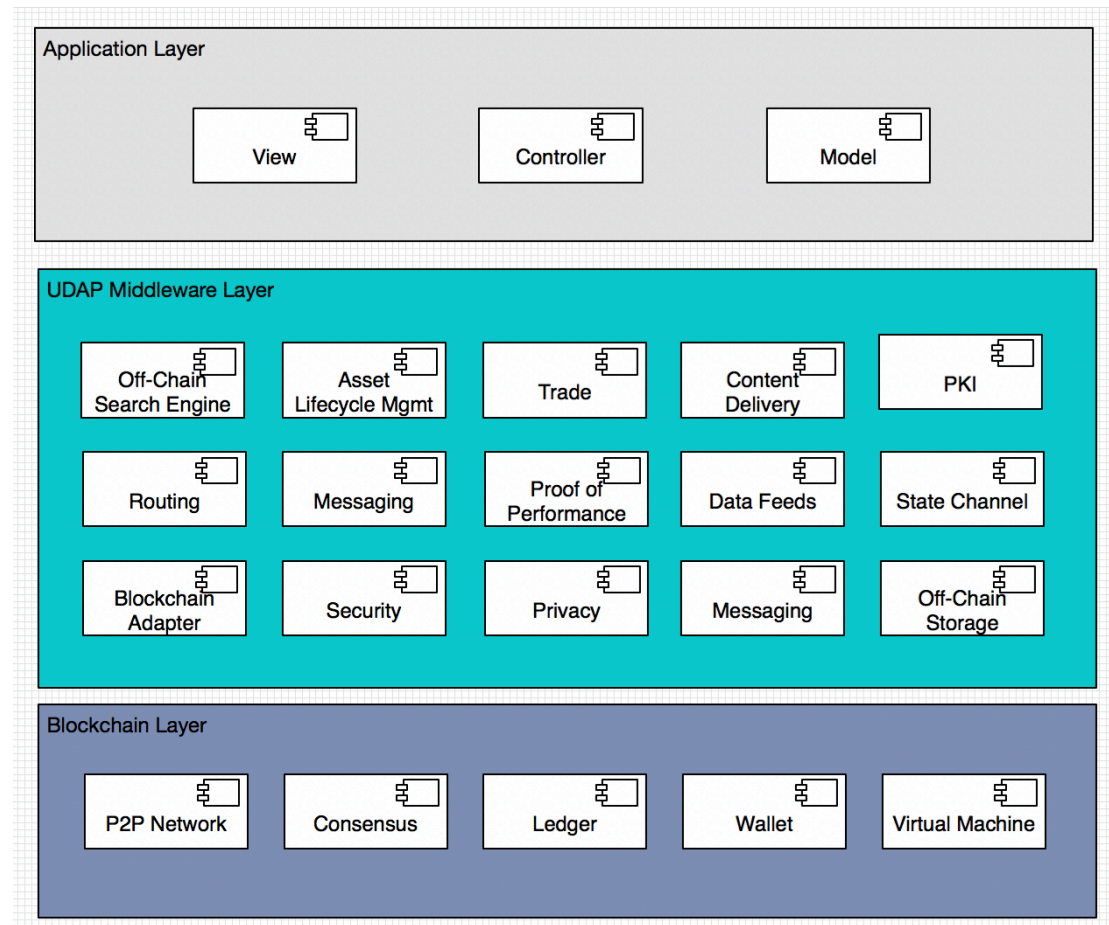 Application Layer
View
Controller
Model
UDAP Middleware Layer
Off-Chain
Search Engine
Asset
Lifecycle Mgmt
Trade
Content
Delivery
PKI
Routing
Messaging
Proof of
Performance
Data Feeds
State Channel
Blockchain
Adapter
Security
Privacy
Messaging
Off-Chain
Storage
Blockchain Layer
P2P Network
Consensus
Ledger
Wallet
Virtual Machine